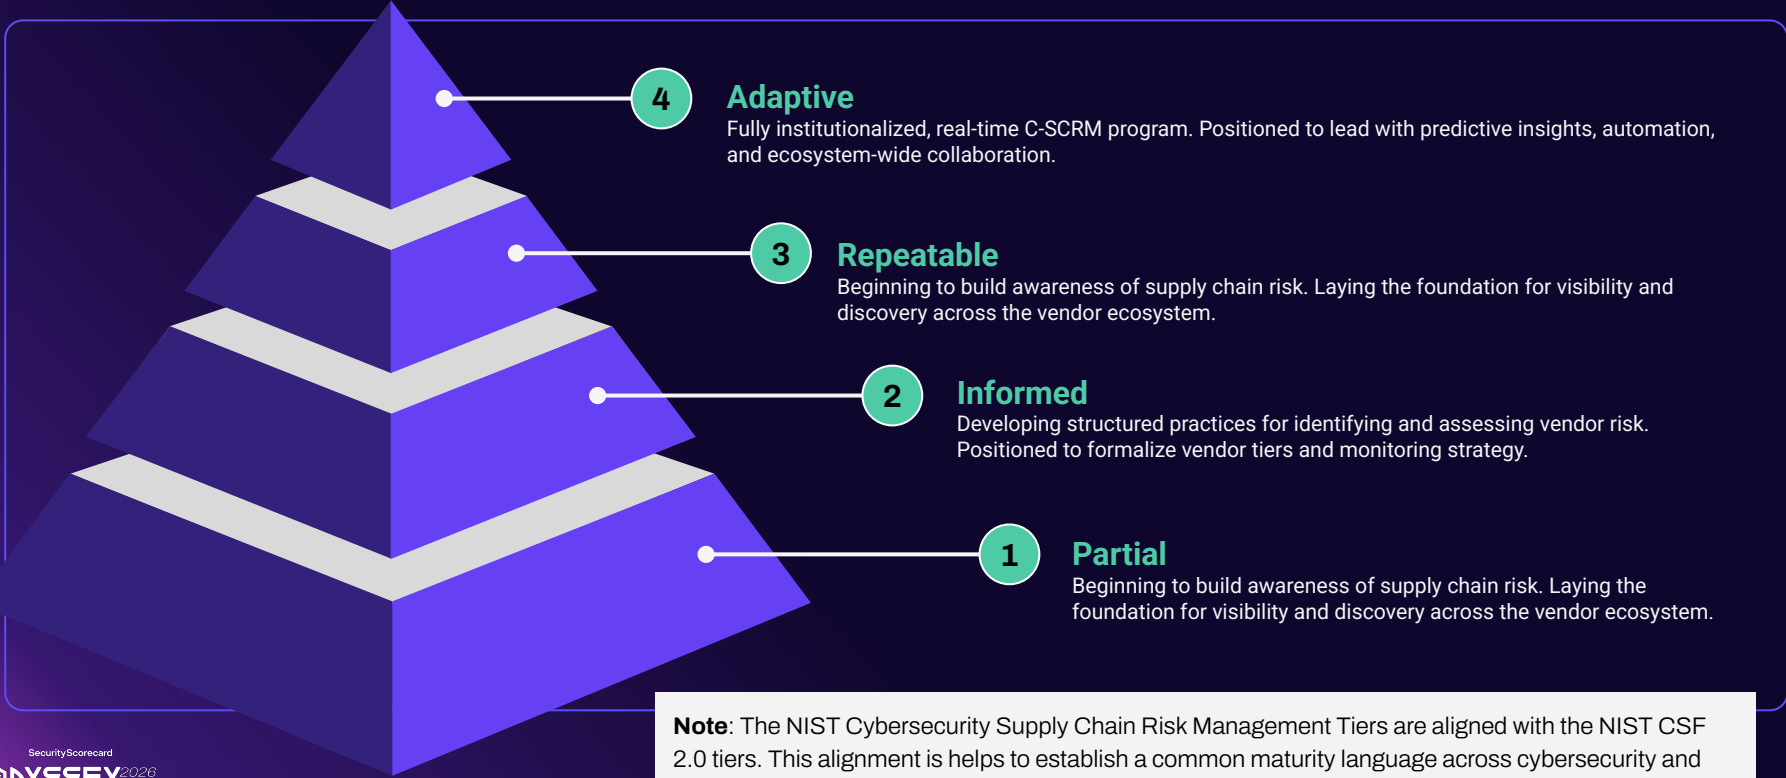 4
Adaptive
Fully institutionalized, real-time C-SCRM program. Positioned to lead with predictive insights, automation,
and ecosystem-wide collaboration.
3
Repeatable
Beginning to build awareness of supply chain risk. Laying the foundation for visibility and
discovery across the vendor ecosystem.
2
Informed
Developing structured practices for identifying and assessing vendor risk.
Positioned to formalize vendor tiers and monitoring strategy.
1
Partial
Beginning to build awareness of supply chain risk. Laying the
foundation for visibility and discovery across the vendor ecosystem.
Note: The NIST Cybersecurity Supply Chain Risk Management Tiers are aligned with the NIST CSF
2.0 tiers. This alignment is helps to establish a common maturity language across cybersecurity and
SecurityScorecard
2026